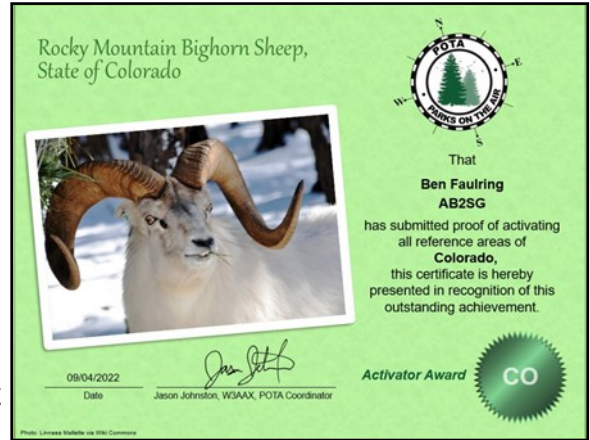 Rocky Mountain Bighorn Sheep,
State of Colorado
N
POTA
W
E
PARKS ON THE AIR
S
That
Ben Faulring
AB2SG
has submitted proof of activating
all reference areas of
Colorado,
this certificate is hereby
presented in recognition of this
outstanding achievement.
09/04/2022
Date
Jason Johnston, W3AAX, POTA Coordinator
Activator Award
CO
Photo: Linnaea Mallette via Wiki Commons